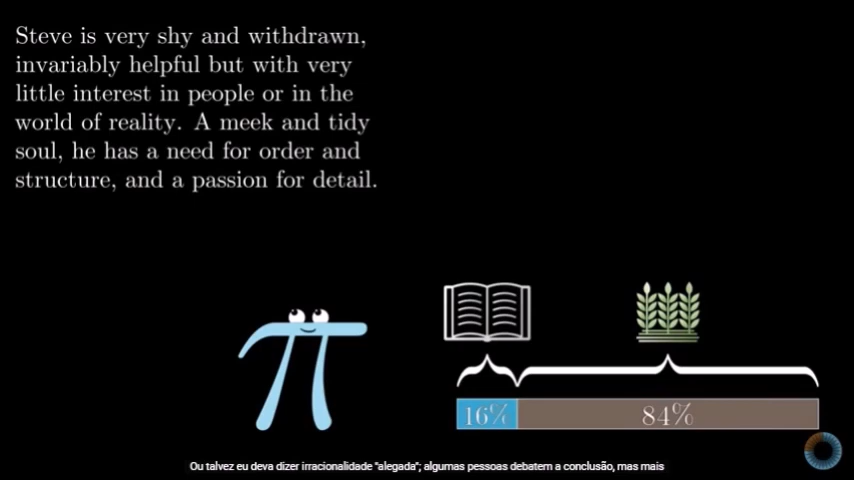 Steve is very shy and withdrawn,
invariably helpful but with very
little interest in people or in the
world of reality. A meek and tidy
soul, he has a need for order and
structure, and a passion for detail.
16% 84%
Ou talvez eu deva dizer irracionalidade "alegada"; algumas pessoas debatem a conclusão, mas mais